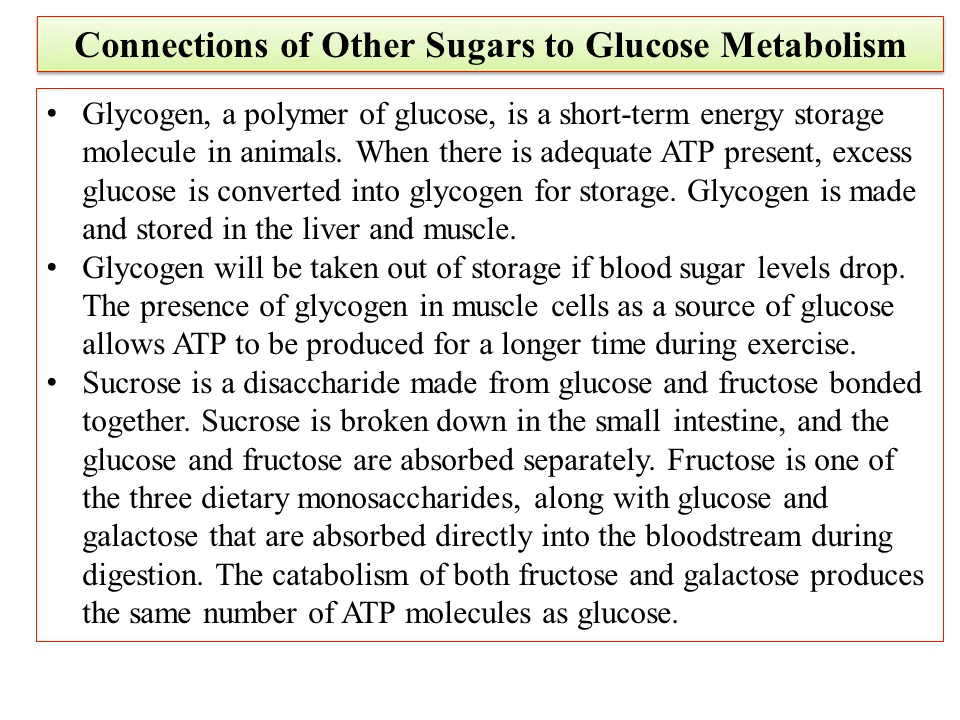 Connections of Other Sugars to Glucose Metabolism
• Glycogen, a polymer of glucose, is a short-term energy storage
molecule in animals. When there is adequate ATP present, excess
glucose is converted into glycogen for storage. Glycogen is made
and stored in the liver and muscle.
• Glycogen will be taken out of storage if blood sugar levels drop.
The presence of glycogen in muscle cells as a source of glucose
allows ATP to be produced for a longer time during exercise.
• Sucrose is a disaccharide made from glucose and fructose bonded
together. Sucrose is broken down in the small intestine, and the
glucose and fructose are absorbed separately. Fructose is one of
the three dietary monosaccharides, along with glucose and
galactose that are absorbed directly into the bloodstream during
digestion. The catabolism of both fructose and galactose produces
the same number of ATP molecules as glucose.